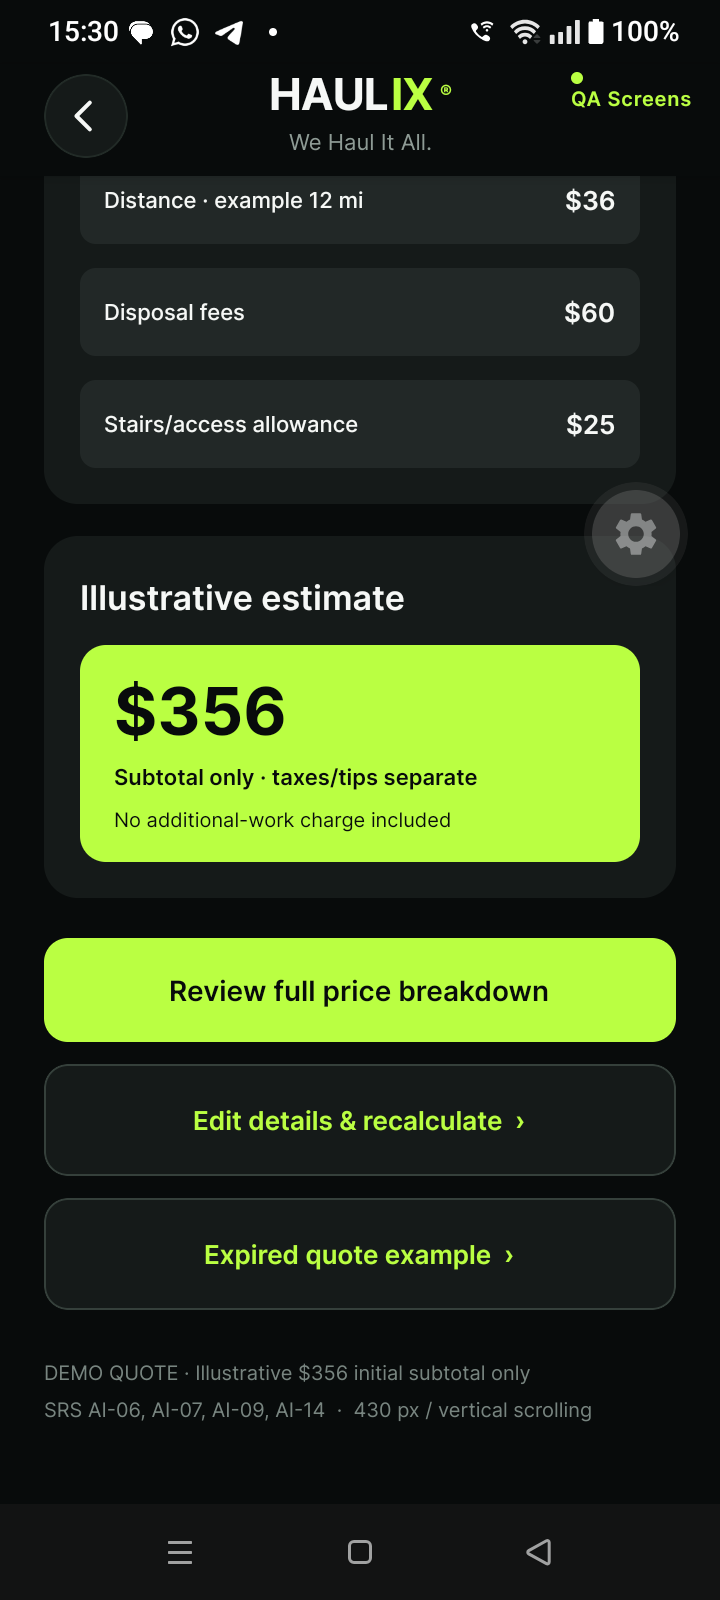 15:30
100%
HAULIX ®
QA Screens
We Haul It All.
Distance · example 12 mi $36
Disposal fees $60
Stairs/access allowance $25
Illustrative estimate
$356
Subtotal only · taxes/tips separate
No additional-work charge included
Review full price breakdown
Edit details & recalculate ›
Expired quote example ›
DEMO QUOTE · Illustrative $356 initial subtotal only
SRS AI-06, AI-07, AI-09, AI-14 · 430 px / vertical scrolling